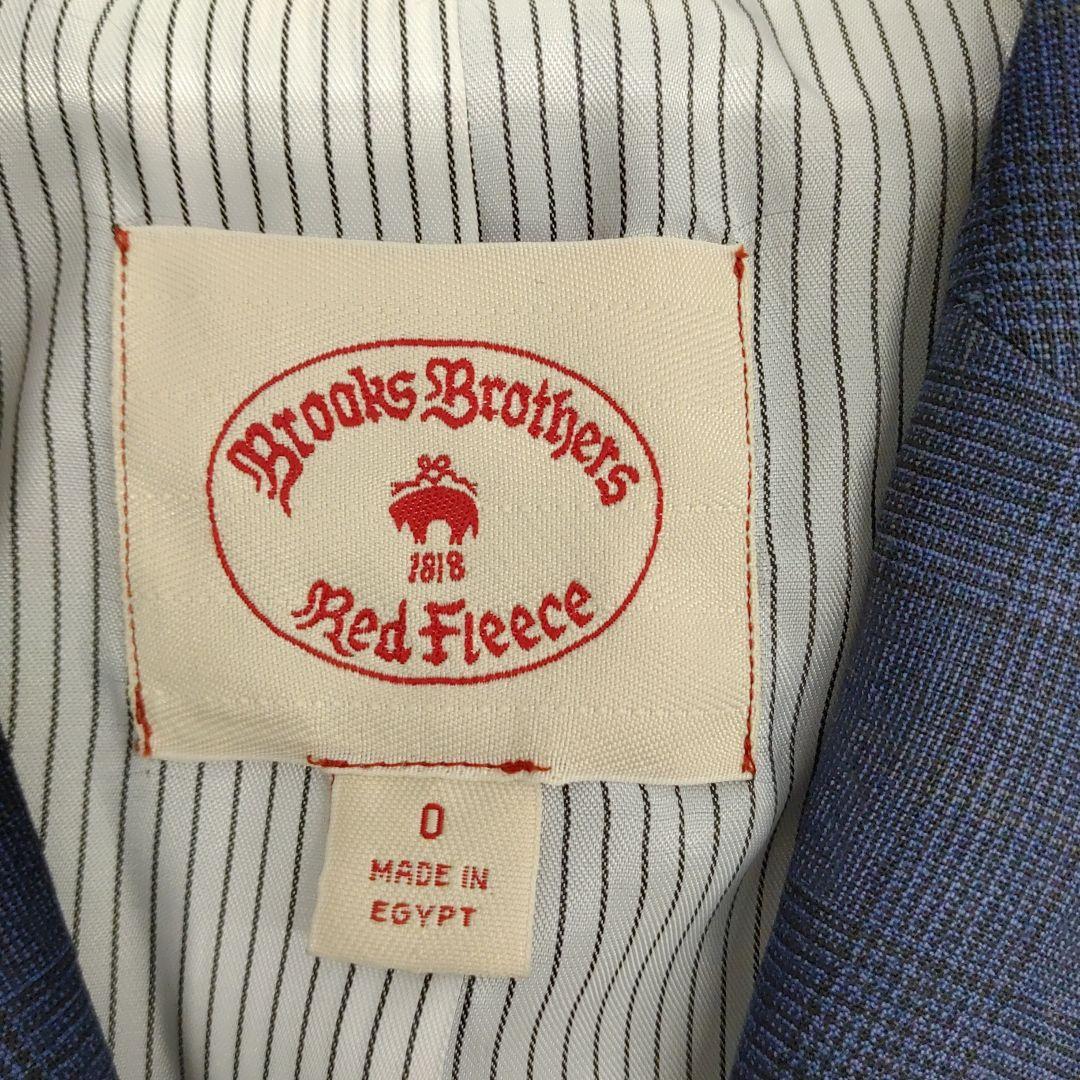 Brooks Brothers
1818
Red Fleece
0
MADE IN
EGYPT